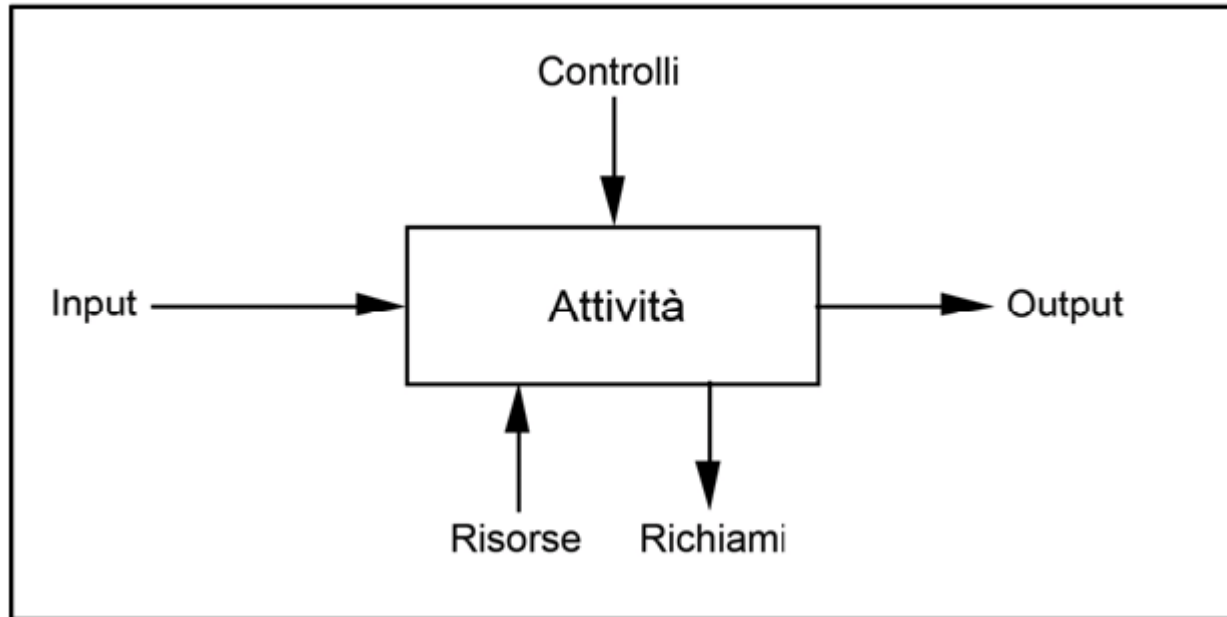 Controlli
Input
Attività
Output
Risorse
Richiami